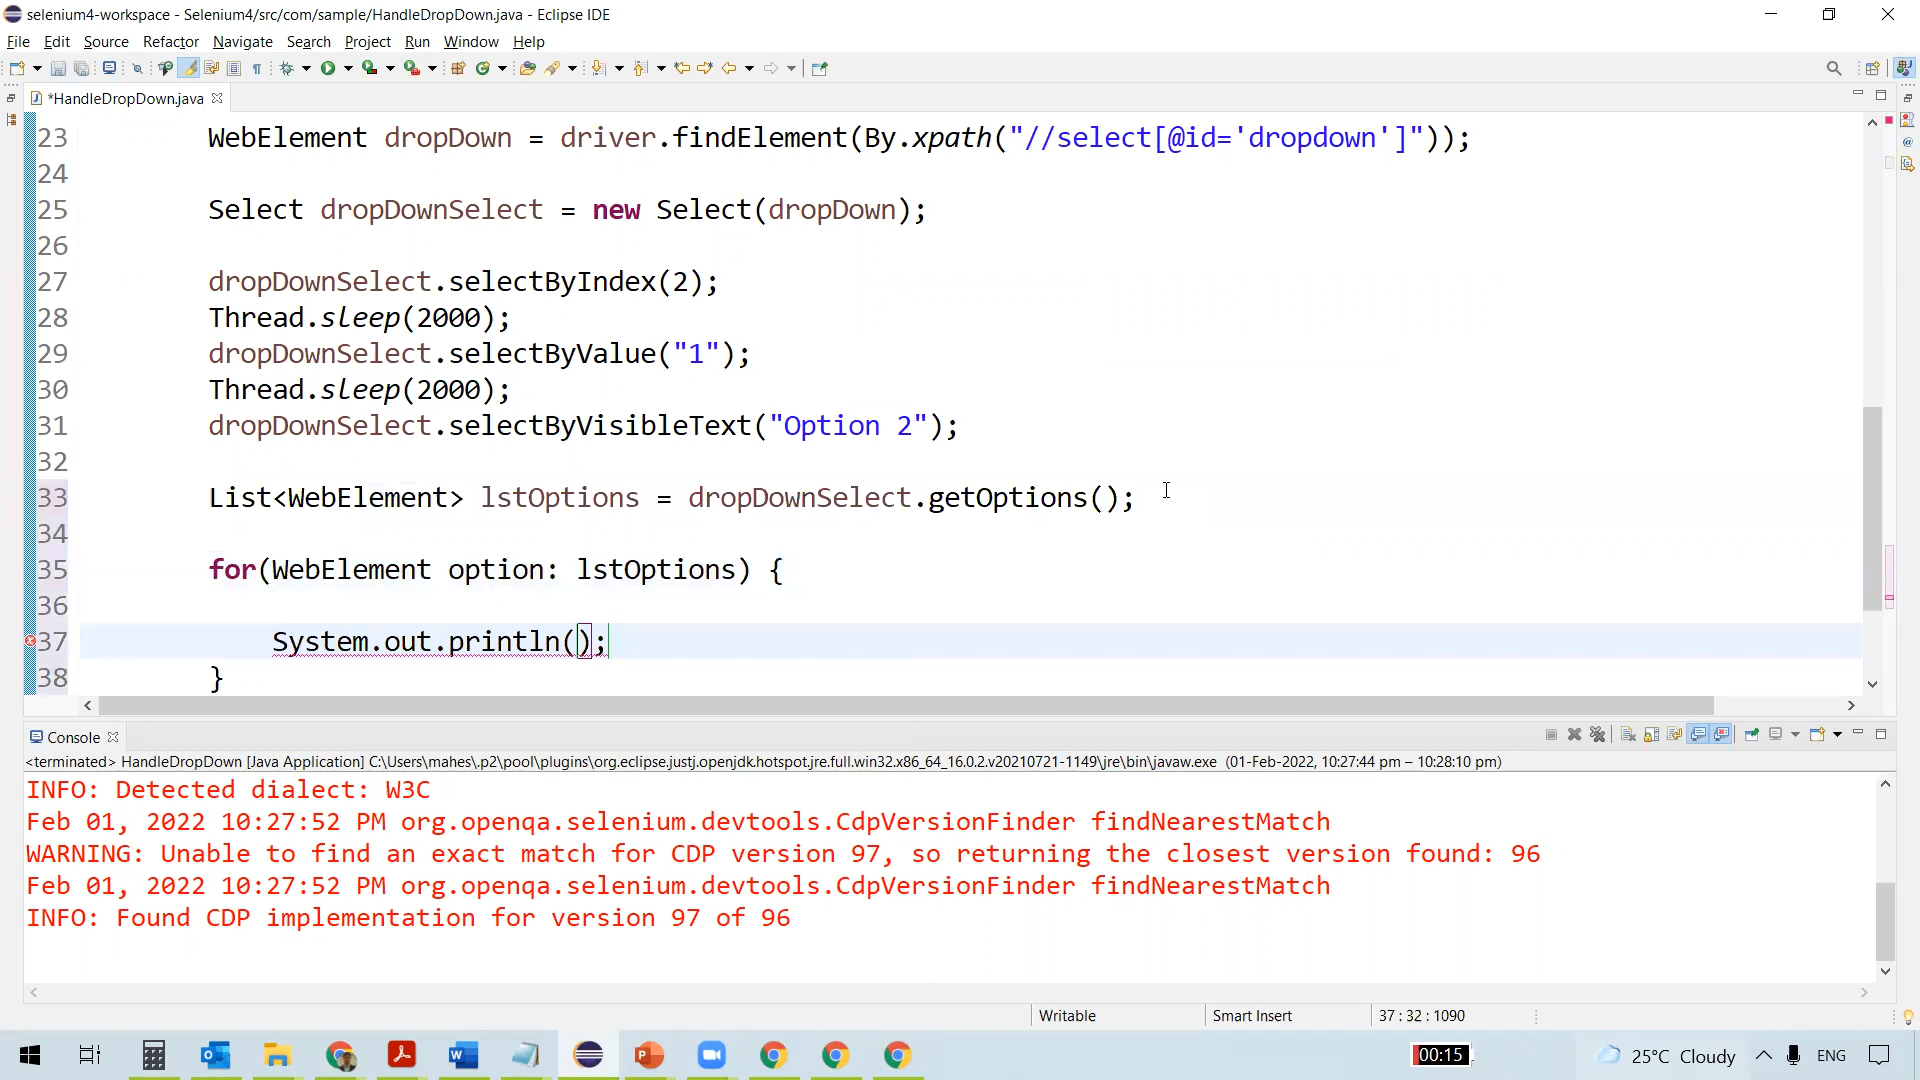 selenium4-workspace - Selenium4/src/com/sample/HandleDropDown.java - Eclipse IDE
File Edit Source Refactor Navigate Search Project Run Window Help
*HandleDropDown.java
23 WebElement dropDown = driver.findElement(By.xpath("//select[@id='dropdown']"));
24
25 Select dropDownSelect = new Select(dropDown);
26
27 dropDownSelect.selectByIndex(2);
28 Thread.sleep(2000);
29 dropDownSelect.selectByValue("1");
30 Thread.sleep(2000);
31 dropDownSelect.selectByVisibleText("Option 2");
32
33 List<WebElement> lstOptions = dropDownSelect.getOptions();
34
35 for(WebElement option: lstOptions) {
36
37 System.out.println();
38 }
Console
<terminated> HandleDropDown [Java Application] C:\Users\mahes\.p2\pool\plugins\org.eclipse.justj.openjdk.hotspot.jre.full.win32.x86_64_16.0.2.v20210721-1149\jre\bin\javaw.exe (01-Feb-2022, 10:27:44 pm – 10:28:10 pm)
INFO: Detected dialect: W3C
Feb 01, 2022 10:27:52 PM org.openqa.selenium.devtools.CdpVersionFinder findNearestMatch
WARNING: Unable to find an exact match for CDP version 97, so returning the closest version found: 96
Feb 01, 2022 10:27:52 PM org.openqa.selenium.devtools.CdpVersionFinder findNearestMatch
INFO: Found CDP implementation for version 97 of 96
Writable Smart Insert 37 : 32 : 1090
00:15 25°C Cloudy ENG